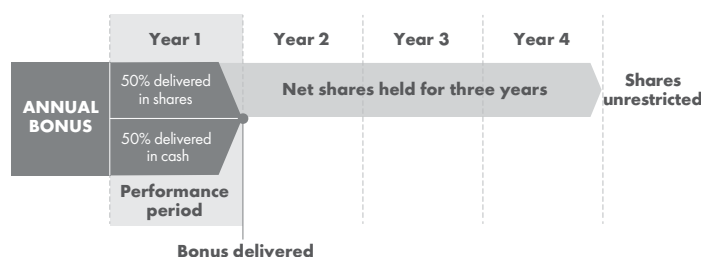 Year 1
Year 2
Year 3
Year 4
ANNUAL
BONUS
50% delivered
in shares
50% delivered
in cash
Net shares held for three years
Shares
unrestricted
Performance
period
Bonus delivered